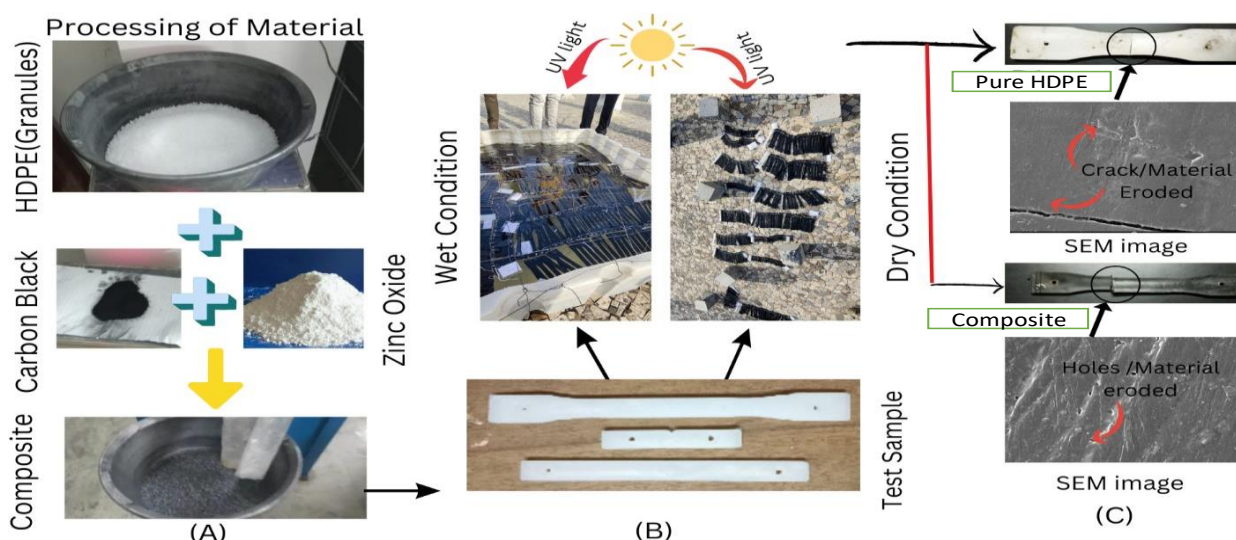 Processing of Material
HDPE(Granules)
Carbon Black
Zinc Oxide
Composite
(A)
UV light
UV light
Wet Condition
Dry Condition
Test Sample
(B)
Pure HDPE
Crack/Material
Eroded
SEM image
Composite
Holes /Material
eroded
SEM image
(C)